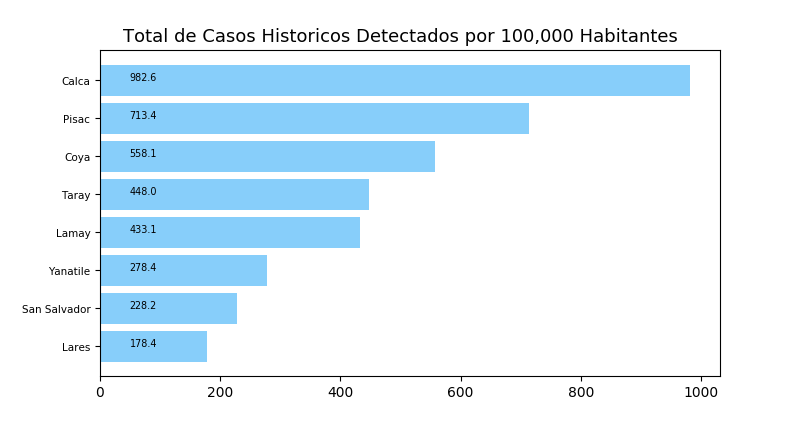 Total de Casos Historicos Detectados por 100,000 Habitantes
Calca 982.6
Pisac 713.4
Coya 558.1
Taray 448.0
Lamay 433.1
Yanatile 278.4
San Salvador 228.2
Lares 178.4
0 200 400 600 800 1000